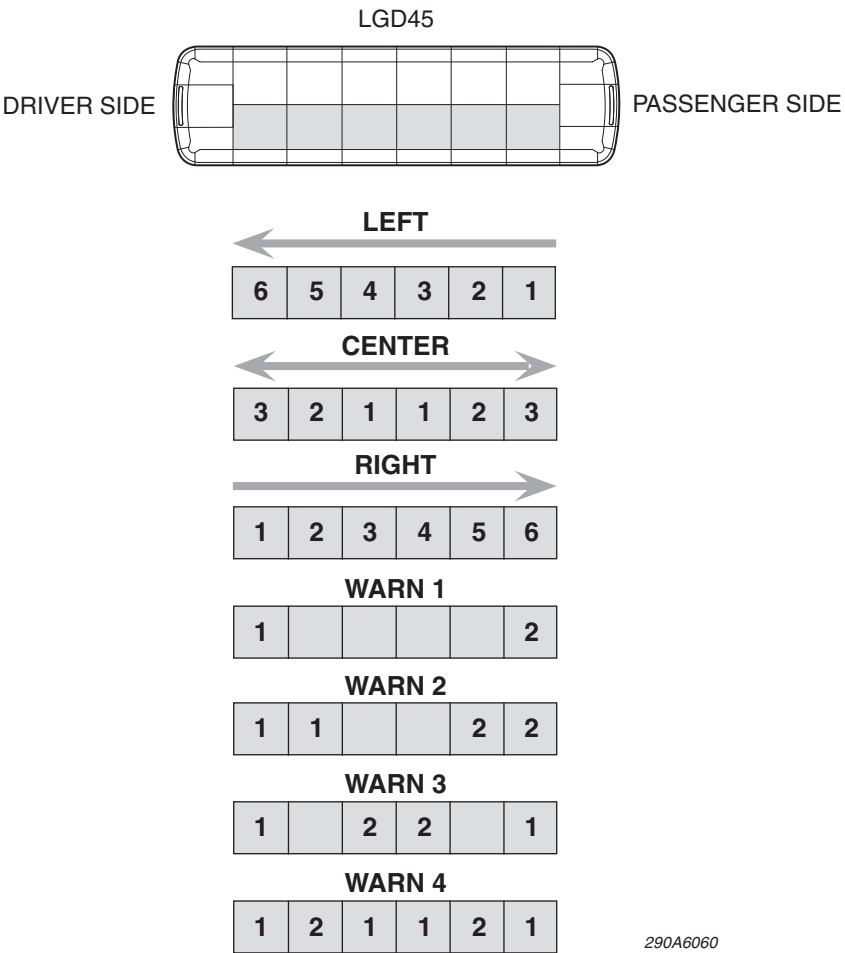 LGD45
DRIVER SIDE PASSENGER SIDE
LEFT
6 5 4 3 2 1
CENTER
3 2 1 1 2 3
RIGHT
1 2 3 4 5 6
WARN 1
1 2
WARN 2
1 1 2 2
WARN 3
1 2 2 1
WARN 4
1 2 1 1 2 1
290A6060